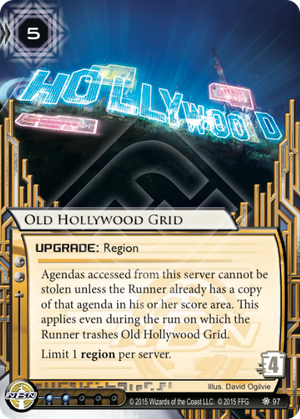 5
HOLLYWOOD
OLD HOLLYWOOD GRID
UPGRADE: Region
Agendas accessed from this server cannot be
stolen unless the Runner already has a copy
of that agenda in his or her score area. This
applies even during the run on which the
Runner trashes Old Hollywood Grid.
Limit 1 region per server.
4
Illus. David Ogilvie
NBN
© 2015 Wizards of the Coast LLC. © 2015 FFG
97